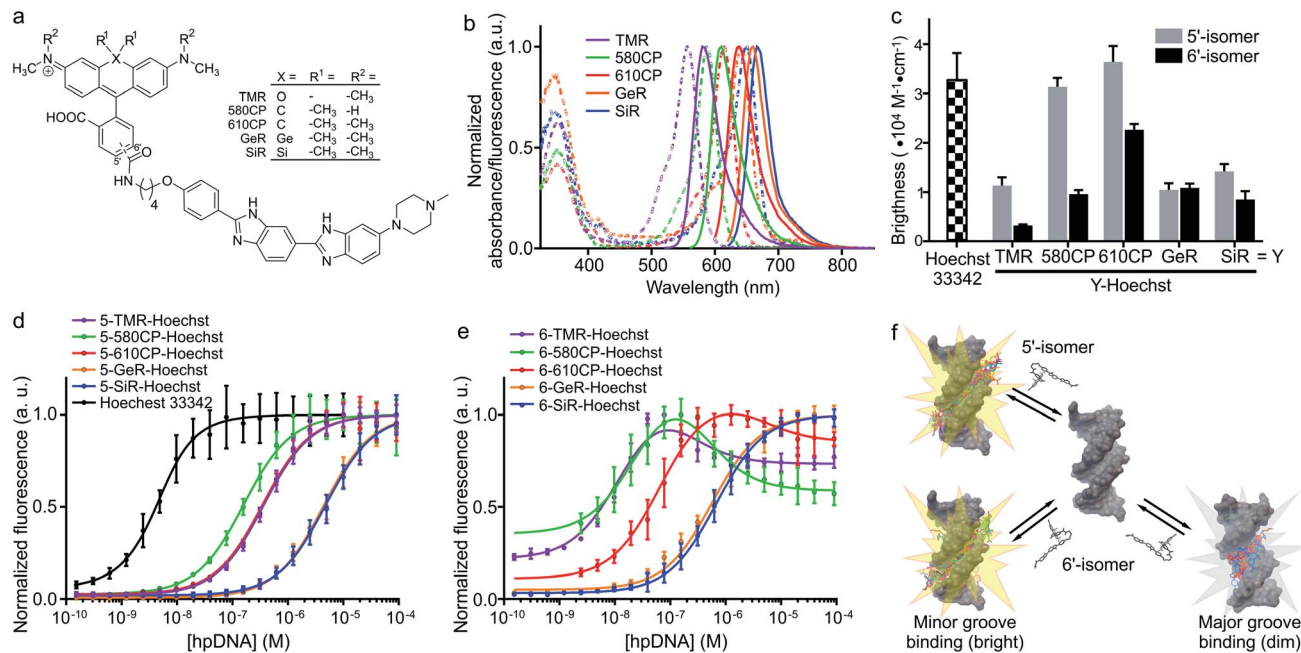 a
R² R¹ R¹ R²
H₃C N X N CH₃
HOOC
5' 6'
O
HN O
4
H
N
N
H
N
N
N
N
X = R¹ = R² =
TMR O - -CH₃
580CP C -CH₃ -H
610CP C -CH₃ -CH₃
GeR Ge -CH₃ -CH₃
SiR Si -CH₃ -CH₃
b
Normalized
absorbance/fluorescence (a.u.)
1.0
0.5
0.0
TMR
580CP
610CP
GeR
SiR
400 500 600 700 800
Wavelength (nm)
c
Brigthness ( •10⁴ M⁻¹•cm⁻¹)
4
3
2
1
0
5'-isomer
6'-isomer
Hoechst
33342
TMR 580CP 610CP GeR SiR = Y
Y-Hoechst
d
5-TMR-Hoechst
5-580CP-Hoechst
5-610CP-Hoechst
5-GeR-Hoechst
5-SiR-Hoechst
Hoechest 33342
Normalized fluorescence (a. u.)
1.0
0.5
0.0
10⁻¹⁰ 10⁻⁹ 10⁻⁸ 10⁻⁷ 10⁻⁶ 10⁻⁵ 10⁻⁴
[hpDNA] (M)
e
6-TMR-Hoechst
6-580CP-Hoechst
6-610CP-Hoechst
6-GeR-Hoechst
6-SiR-Hoechst
Normalized fluorescence (a. u.)
1.0
0.5
0.0
10⁻¹⁰ 10⁻⁹ 10⁻⁸ 10⁻⁷ 10⁻⁶ 10⁻⁵ 10⁻⁴
[hpDNA] (M)
f
5'-isomer
6'-isomer
Minor groove
binding (bright)
Major groove
binding (dim)